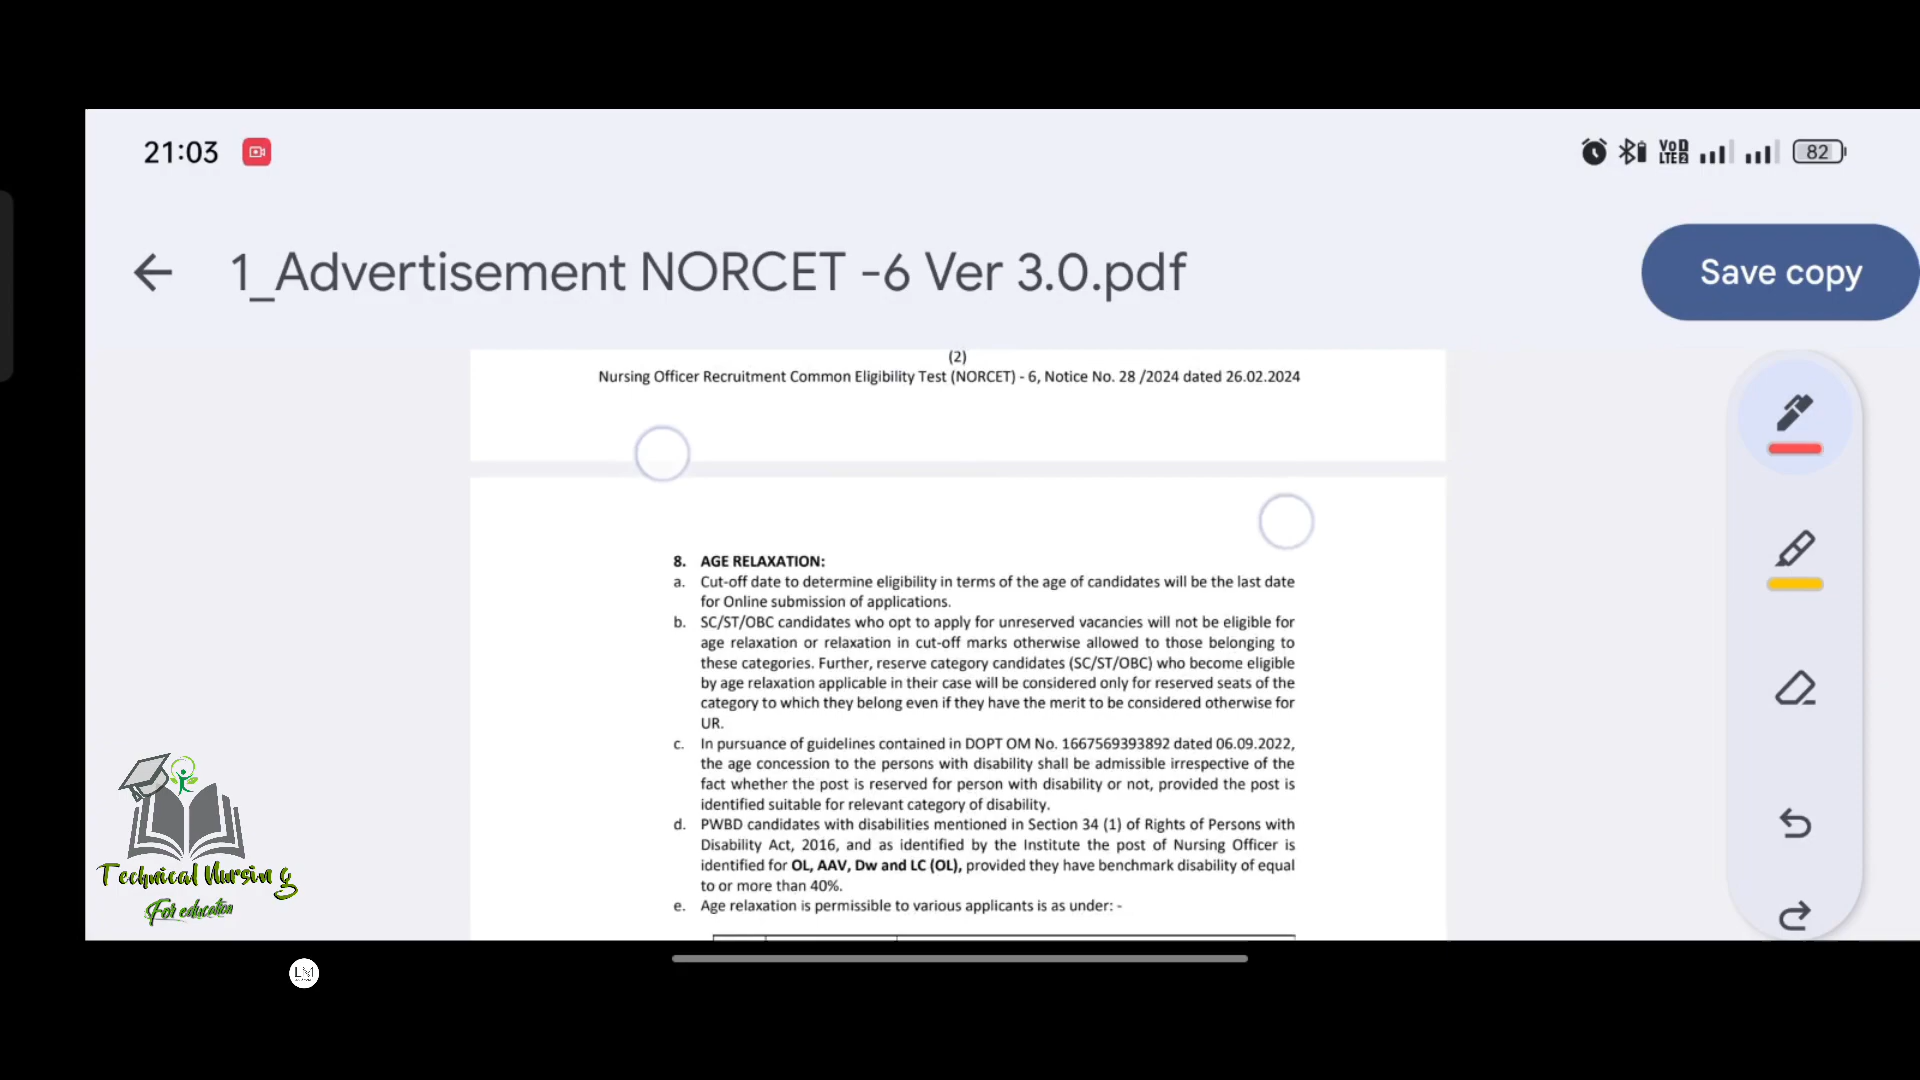 21:03
VoD
LTE2
82
1_Advertisement NORCET -6 Ver 3.0.pdf
Save copy
(2)
Nursing Officer Recruitment Common Eligibility Test (NORCET) - 6, Notice No. 28 /2024 dated 26.02.2024
8. AGE RELAXATION:
a. Cut-off date to determine eligibility in terms of the age of candidates will be the last date
for Online submission of applications.
b. SC/ST/OBC candidates who opt to apply for unreserved vacancies will not be eligible for
age relaxation or relaxation in cut-off marks otherwise allowed to those belonging to
these categories. Further, reserve category candidates (SC/ST/OBC) who become eligible
by age relaxation applicable in their case will be considered only for reserved seats of the
category to which they belong even if they have the merit to be considered otherwise for
UR.
c. In pursuance of guidelines contained in DOPT OM No. 1667569393892 dated 06.09.2022,
the age concession to the persons with disability shall be admissible irrespective of the
fact whether the post is reserved for person with disability or not, provided the post is
identified suitable for relevant category of disability.
d. PWBD candidates with disabilities mentioned in Section 34 (1) of Rights of Persons with
Disability Act, 2016, and as identified by the Institute the post of Nursing Officer is
identified for OL, AAV, Dw and LC (OL), provided they have benchmark disability of equal
to or more than 40%.
e. Age relaxation is permissible to various applicants is as under: -
Technical Nursing
For education
LM